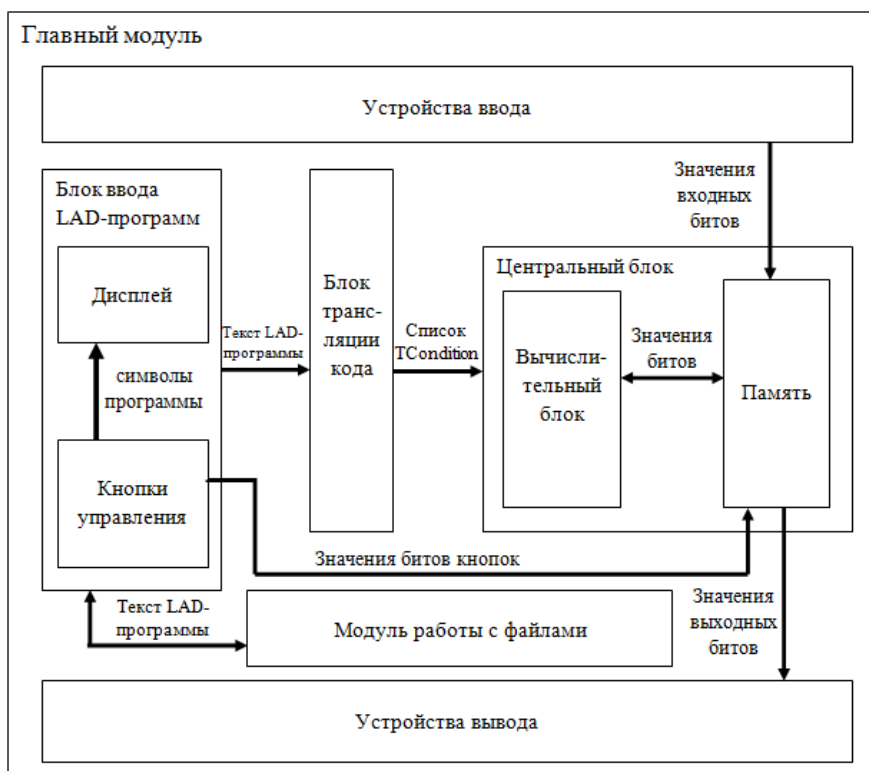 Главный модуль
Устройства ввода
Значения
входных
битов
Блок ввода
LAD-программ
Дисплей
символы
программы
Кнопки
управления
Текст LAD-
программы
Блок
транс-
ляции
кода
Список
TCondition
Центральный блок
Вычисли-
тельный
блок
Значения
битов
Память
Значения битов кнопок
Текст LAD-
программы
Модуль работы с файлами
Значения
выходных
битов
Устройства вывода